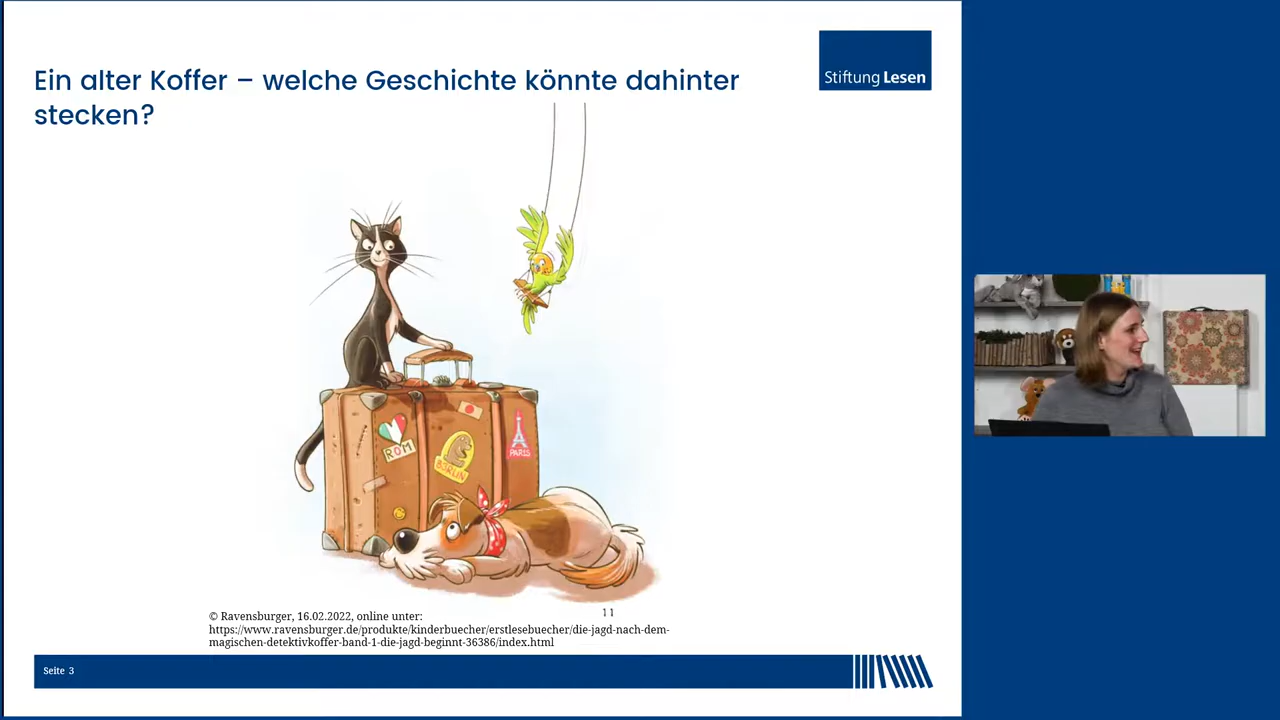 Ein alter Koffer – welche Geschichte könnte dahinter
stecken?
Stiftung Lesen
ROM
BERLIN
PARIS
11
© Ravensburger, 16.02.2022, online unter:
https://www.ravensburger.de/produkte/kinderbuecher/erstlesebuecher/die-jagd-nach-dem-
magischen-detektivkoffer-band-1-die-jagd-beginnt-36386/index.html
Seite 3